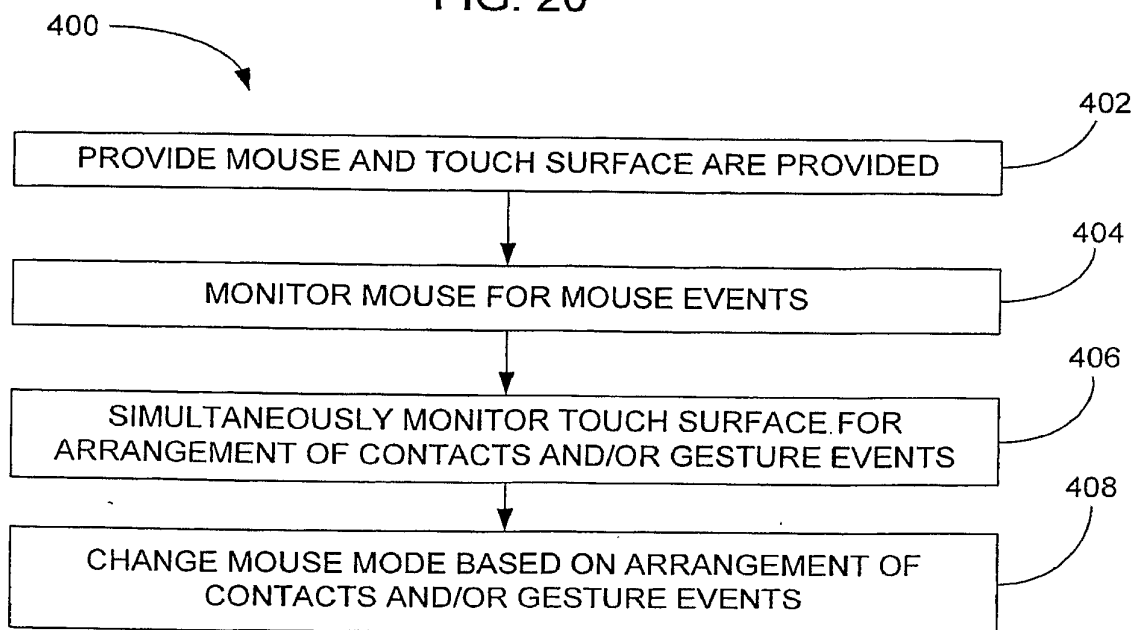 FIG. 20
400
402
PROVIDE MOUSE AND TOUCH SURFACE ARE PROVIDED
404
MONITOR MOUSE FOR MOUSE EVENTS
406
SIMULTANEOUSLY MONITOR TOUCH SURFACE FOR
ARRANGEMENT OF CONTACTS AND/OR GESTURE EVENTS
408
CHANGE MOUSE MODE BASED ON ARRANGEMENT OF
CONTACTS AND/OR GESTURE EVENTS